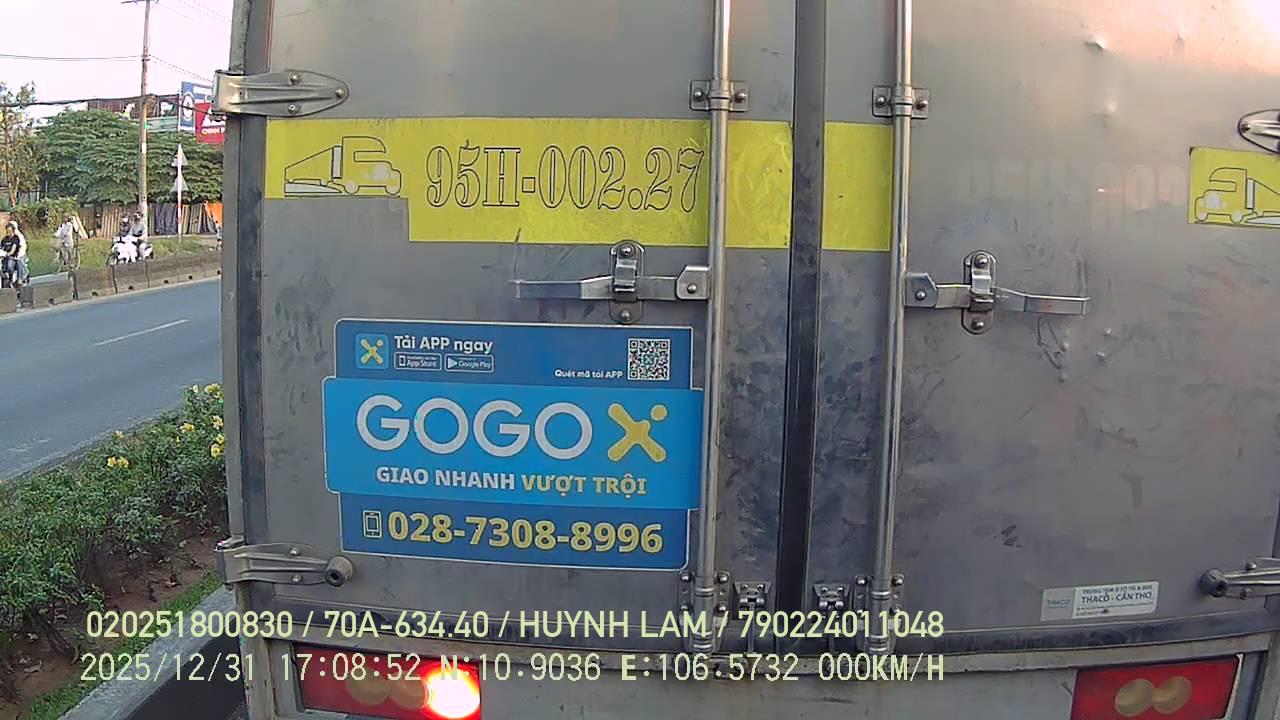 95H-002.27
Tải APP ngay
App Store
Google Play
Quét mã tải APP
GOGOX
GIAO NHANH VƯỢT TRỘI
028-7308-8996
THACO
THACO - CẦN THƠ
020251800830 / 70A-634.40 / HUYNH LAM / 790224011048
2025/12/31 17:08:52 N:10.9036 E:106.5732 000KM/H